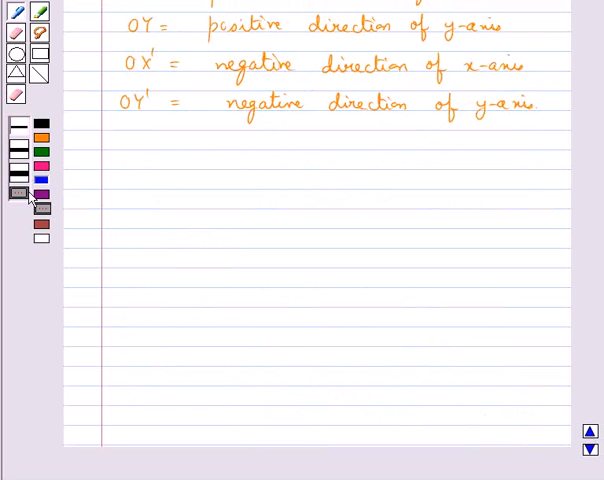 OY = positive direction of y-axis
OX' = negative direction of x-axis
OY' = negative direction of y-axis.